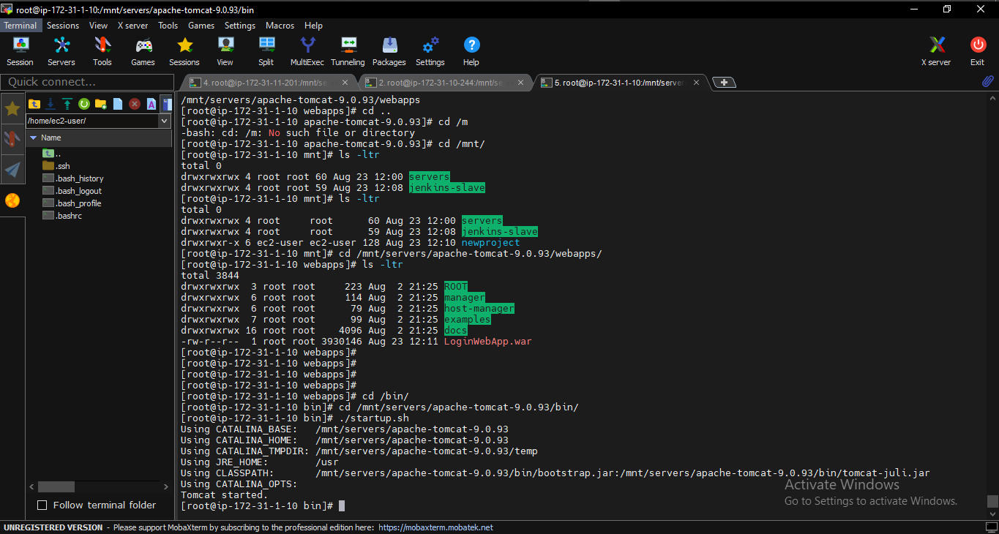 root@ip-172-31-1-10:/mnt/servers/apache-tomcat-9.0.93/bin
Terminal Sessions View X server Tools Games Settings Macros Help
Session Servers Tools Games Sessions View Split MultiExec Tunneling Packages Settings Help X server Exit
Quick connect...
4. root@ip-172-31-11-201:/mnt/se
2. root@ip-172-31-10-244:/mnt/se
5. root@ip-172-31-1-10:/mnt/server
/home/ec2-user/
Name
..
.ssh
.bash_history
.bash_logout
.bash_profile
.bashrc
Follow terminal folder
/mnt/servers/apache-tomcat-9.0.93/webapps
[root@ip-172-31-1-10 webapps]# cd ..
[root@ip-172-31-1-10 apache-tomcat-9.0.93]# cd /m
-bash: cd: /m: No such file or directory
[root@ip-172-31-1-10 apache-tomcat-9.0.93]# cd /mnt/
[root@ip-172-31-1-10 mnt]# ls -ltr
total 0
drwxrwxrwx 4 root root 60 Aug 23 12:00 servers
drwxrwxrwx 4 root root 59 Aug 23 12:08 jenkins-slave
[root@ip-172-31-1-10 mnt]# ls -ltr
total 0
drwxrwxrwx 4 root     root      60 Aug 23 12:00 servers
drwxrwxrwx 4 root     root      59 Aug 23 12:08 jenkins-slave
drwxrwxr-x 6 ec2-user ec2-user 128 Aug 23 12:10 newproject
[root@ip-172-31-1-10 mnt]# cd /mnt/servers/apache-tomcat-9.0.93/webapps/
[root@ip-172-31-1-10 webapps]# ls -ltr
total 3844
drwxrwxrwx  3 root root     223 Aug  2 21:25 ROOT
drwxrwxrwx  6 root root     114 Aug  2 21:25 manager
drwxrwxrwx  6 root root      79 Aug  2 21:25 host-manager
drwxrwxrwx  7 root root      99 Aug  2 21:25 examples
drwxrwxrwx 16 root root    4096 Aug  2 21:25 docs
-rw-r--r--  1 root root 3930146 Aug 23 12:11 LoginWebApp.war
[root@ip-172-31-1-10 webapps]#
[root@ip-172-31-1-10 webapps]#
[root@ip-172-31-1-10 webapps]#
[root@ip-172-31-1-10 webapps]#
[root@ip-172-31-1-10 webapps]# cd /bin/
[root@ip-172-31-1-10 bin]# cd /mnt/servers/apache-tomcat-9.0.93/bin/
[root@ip-172-31-1-10 bin]# ./startup.sh
Using CATALINA_BASE:   /mnt/servers/apache-tomcat-9.0.93
Using CATALINA_HOME:   /mnt/servers/apache-tomcat-9.0.93
Using CATALINA_TMPDIR: /mnt/servers/apache-tomcat-9.0.93/temp
Using JRE_HOME:        /usr
Using CLASSPATH:       /mnt/servers/apache-tomcat-9.0.93/bin/bootstrap.jar:/mnt/servers/apache-tomcat-9.0.93/bin/tomcat-juli.jar
Using CATALINA_OPTS:
Tomcat started.
[root@ip-172-31-1-10 bin]#
Activate Windows
Go to Settings to activate Windows.
UNREGISTERED VERSION - Please support MobaXterm by subscribing to the professional edition here: https://mobaxterm.mobatek.net